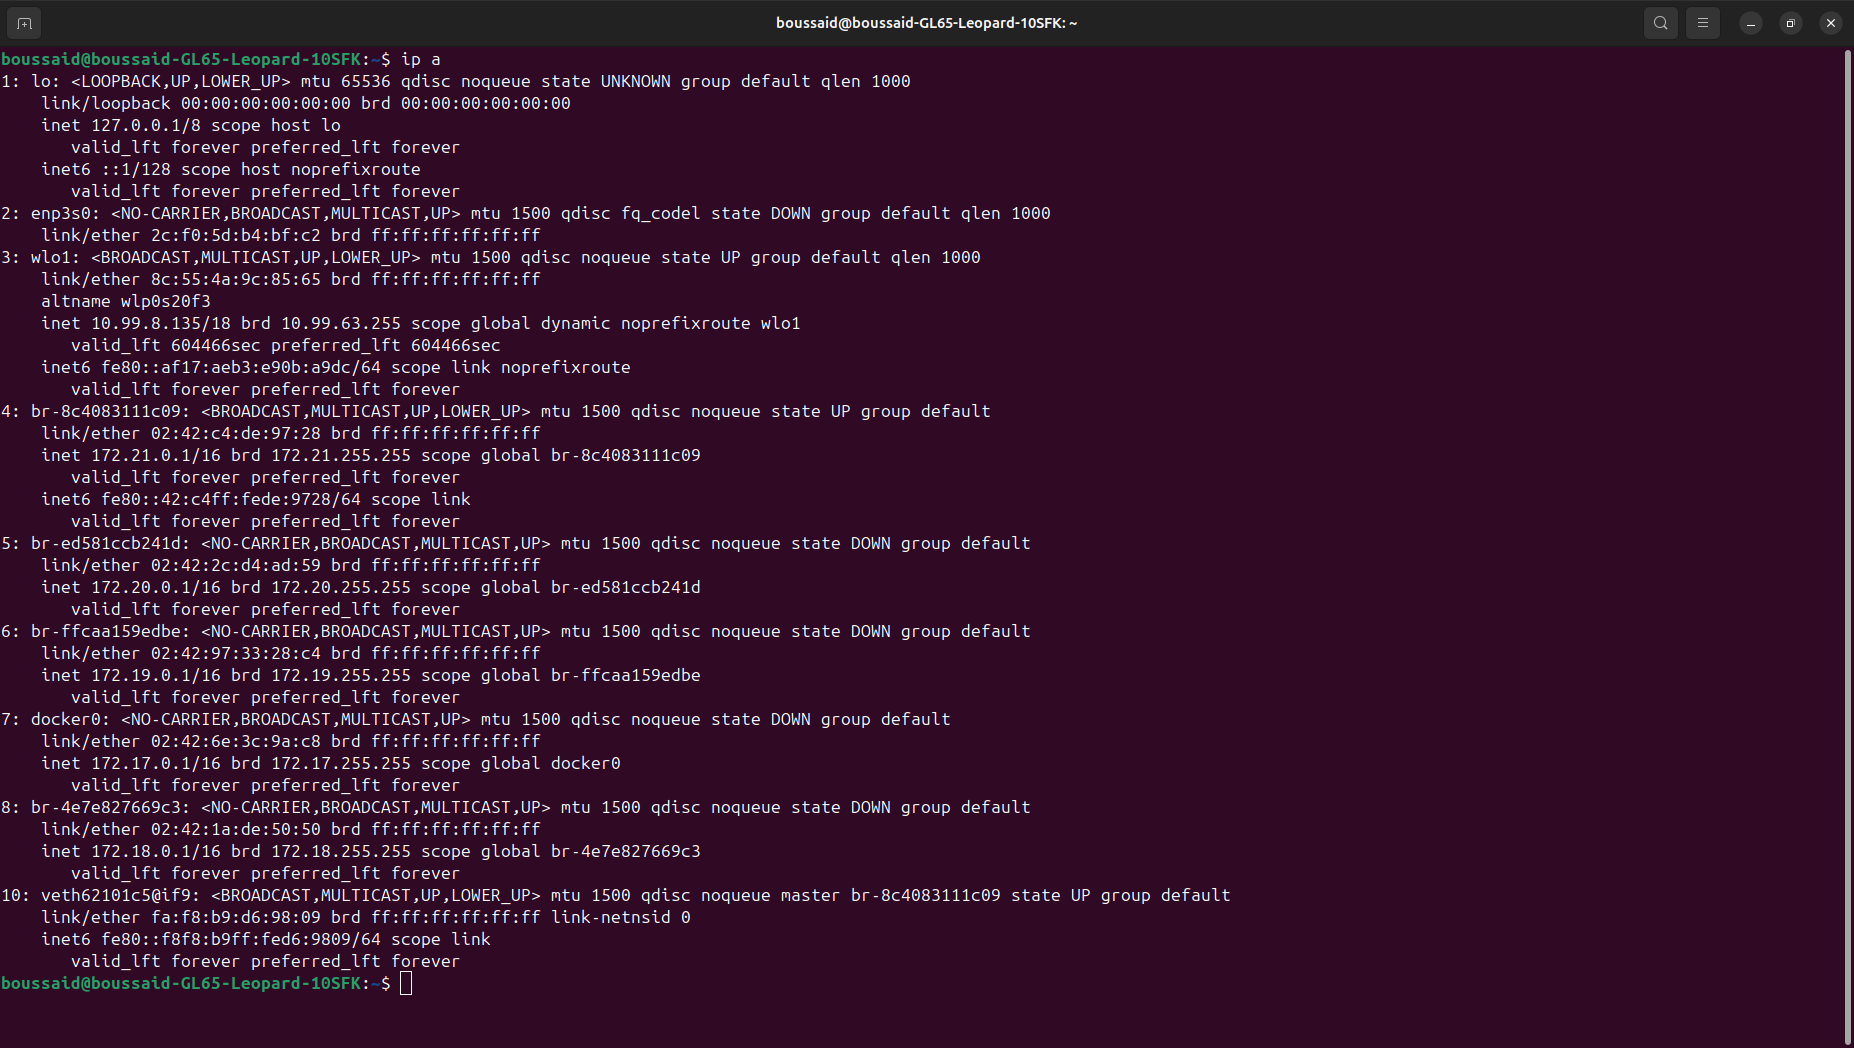 boussaid@boussaid-GL65-Leopard-10SFK: ~
boussaid@boussaid-GL65-Leopard-10SFK:~$ ip a
1: lo: <LOOPBACK,UP,LOWER_UP> mtu 65536 qdisc noqueue state UNKNOWN group default qlen 1000
    link/loopback 00:00:00:00:00:00 brd 00:00:00:00:00:00
    inet 127.0.0.1/8 scope host lo
       valid_lft forever preferred_lft forever
    inet6 ::1/128 scope host noprefixroute
       valid_lft forever preferred_lft forever
2: enp3s0: <NO-CARRIER,BROADCAST,MULTICAST,UP> mtu 1500 qdisc fq_codel state DOWN group default qlen 1000
    link/ether 2c:f0:5d:b4:bf:c2 brd ff:ff:ff:ff:ff:ff
3: wlo1: <BROADCAST,MULTICAST,UP,LOWER_UP> mtu 1500 qdisc noqueue state UP group default qlen 1000
    link/ether 8c:55:4a:9c:85:65 brd ff:ff:ff:ff:ff:ff
    altname wlp0s20f3
    inet 10.99.8.135/18 brd 10.99.63.255 scope global dynamic noprefixroute wlo1
       valid_lft 604466sec preferred_lft 604466sec
    inet6 fe80::af17:aeb3:e90b:a9dc/64 scope link noprefixroute
       valid_lft forever preferred_lft forever
4: br-8c4083111c09: <BROADCAST,MULTICAST,UP,LOWER_UP> mtu 1500 qdisc noqueue state UP group default
    link/ether 02:42:c4:de:97:28 brd ff:ff:ff:ff:ff:ff
    inet 172.21.0.1/16 brd 172.21.255.255 scope global br-8c4083111c09
       valid_lft forever preferred_lft forever
    inet6 fe80::42:c4ff:fede:9728/64 scope link
       valid_lft forever preferred_lft forever
5: br-ed581ccb241d: <NO-CARRIER,BROADCAST,MULTICAST,UP> mtu 1500 qdisc noqueue state DOWN group default
    link/ether 02:42:2c:d4:ad:59 brd ff:ff:ff:ff:ff:ff
    inet 172.20.0.1/16 brd 172.20.255.255 scope global br-ed581ccb241d
       valid_lft forever preferred_lft forever
6: br-ffcaa159edbe: <NO-CARRIER,BROADCAST,MULTICAST,UP> mtu 1500 qdisc noqueue state DOWN group default
    link/ether 02:42:97:33:28:c4 brd ff:ff:ff:ff:ff:ff
    inet 172.19.0.1/16 brd 172.19.255.255 scope global br-ffcaa159edbe
       valid_lft forever preferred_lft forever
7: docker0: <NO-CARRIER,BROADCAST,MULTICAST,UP> mtu 1500 qdisc noqueue state DOWN group default
    link/ether 02:42:6e:3c:9a:c8 brd ff:ff:ff:ff:ff:ff
    inet 172.17.0.1/16 brd 172.17.255.255 scope global docker0
       valid_lft forever preferred_lft forever
8: br-4e7e827669c3: <NO-CARRIER,BROADCAST,MULTICAST,UP> mtu 1500 qdisc noqueue state DOWN group default
    link/ether 02:42:1a:de:50:50 brd ff:ff:ff:ff:ff:ff
    inet 172.18.0.1/16 brd 172.18.255.255 scope global br-4e7e827669c3
       valid_lft forever preferred_lft forever
10: veth62101c5@if9: <BROADCAST,MULTICAST,UP,LOWER_UP> mtu 1500 qdisc noqueue master br-8c4083111c09 state UP group default
    link/ether fa:f8:b9:d6:98:09 brd ff:ff:ff:ff:ff:ff link-netnsid 0
    inet6 fe80::f8f8:b9ff:fed6:9809/64 scope link
       valid_lft forever preferred_lft forever
boussaid@boussaid-GL65-Leopard-10SFK:~$